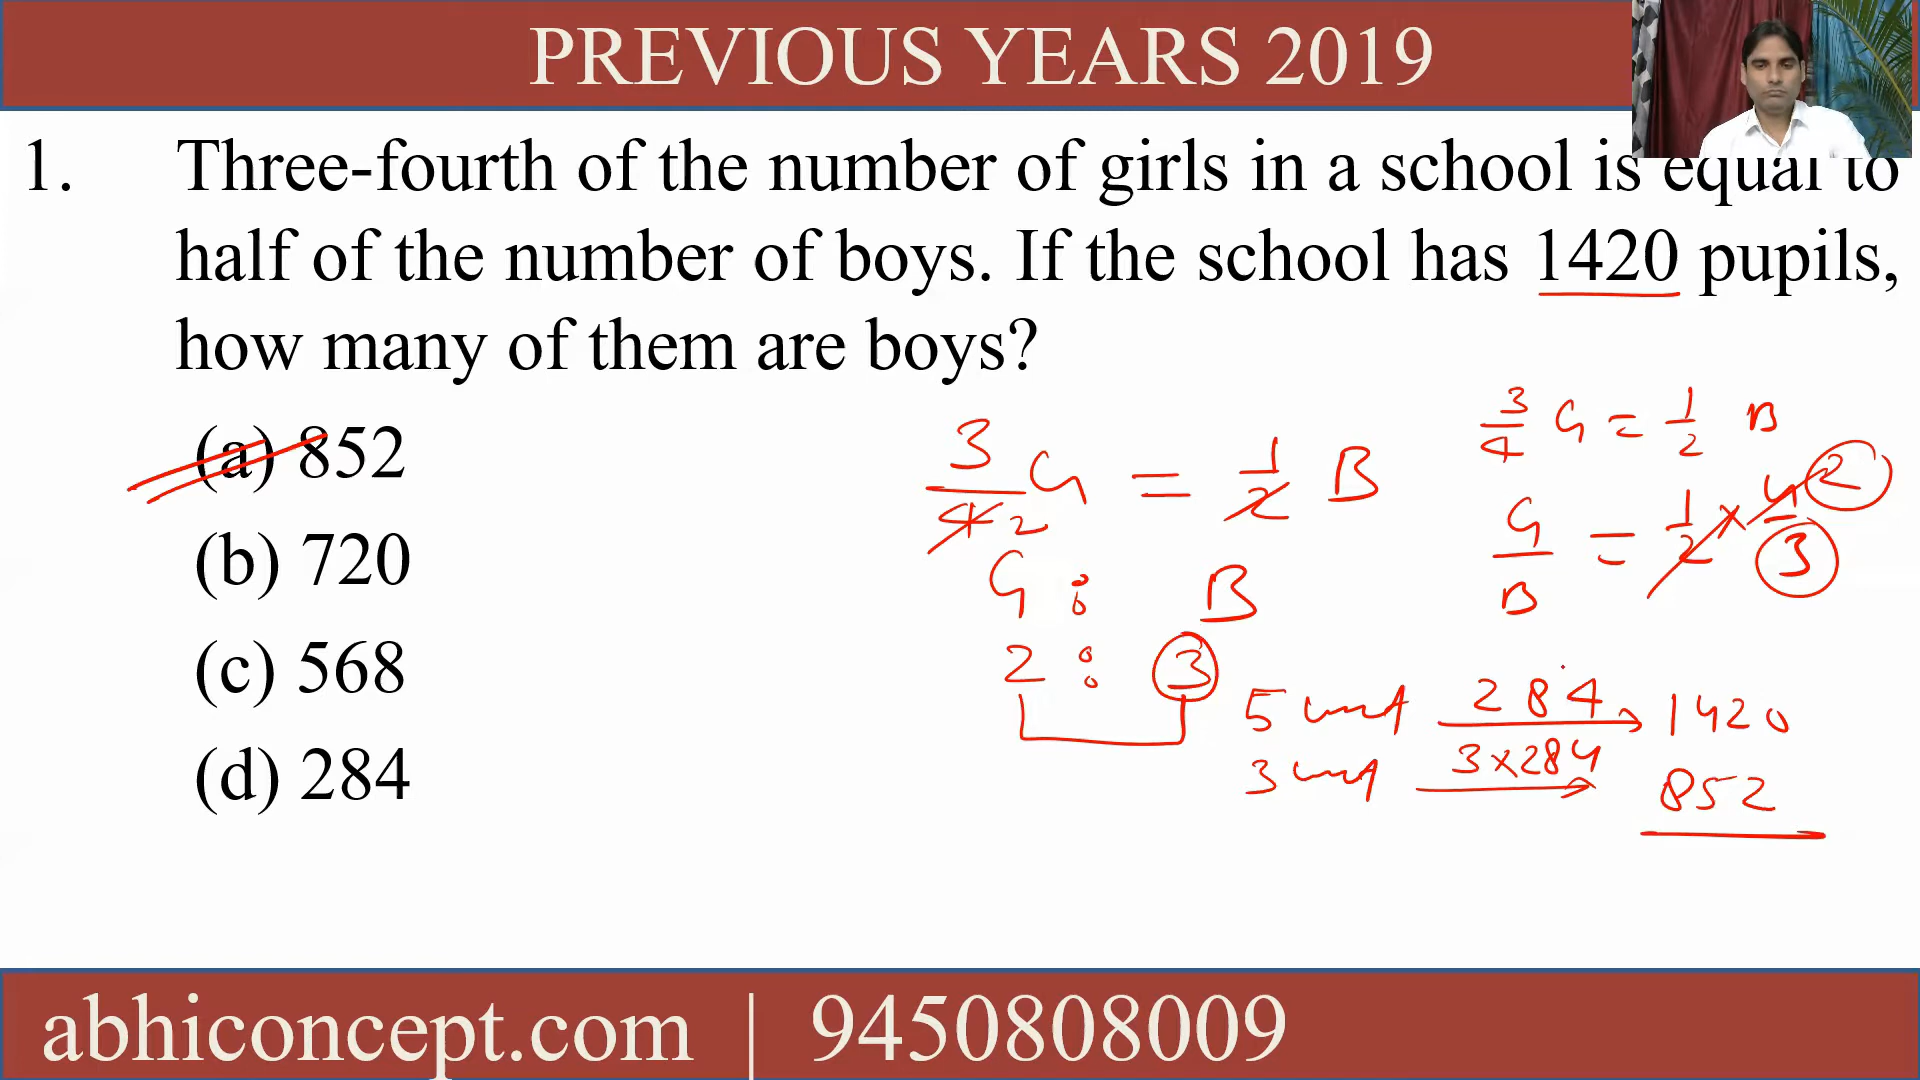 PREVIOUS YEARS 2019
1. Three-fourth of the number of girls in a school is equal to
half of the number of boys. If the school has 1420 pupils,
how many of them are boys?
(a) 852
(b) 720
(c) 568
(d) 284
3/4 2 G = 1/2 B
G : B
2 : 3
3/4 G = 1/2 B
G/B = 1/2 × 4/3 2
5 unit 284 1420
3 unit 3×284 852
abhiconcept.com | 9450808009